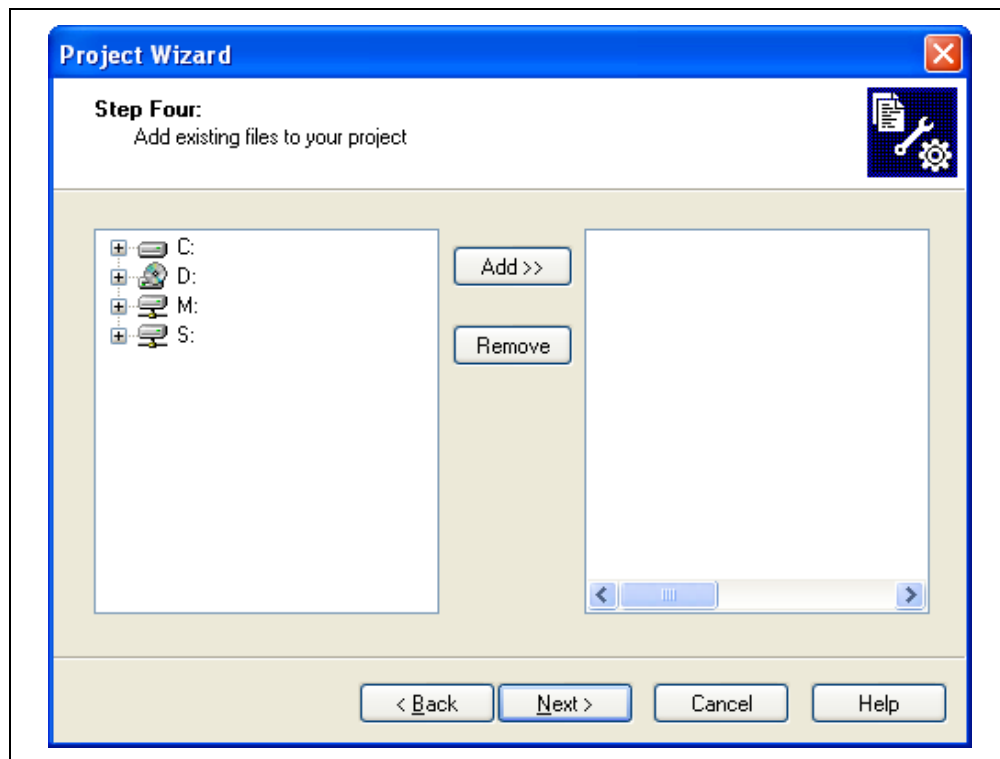 Project Wizard
Step Four:
Add existing files to your project
C:
D:
M:
S:
Add >>
Remove
< Back
Next >
Cancel
Help